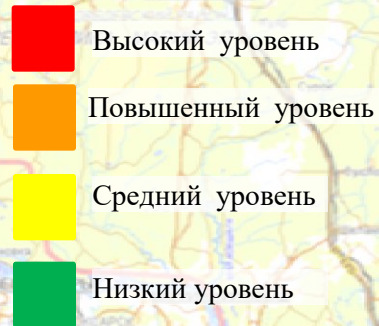 Высокий уровень
Повышенный уровень
Средний уровень
Низкий уровень